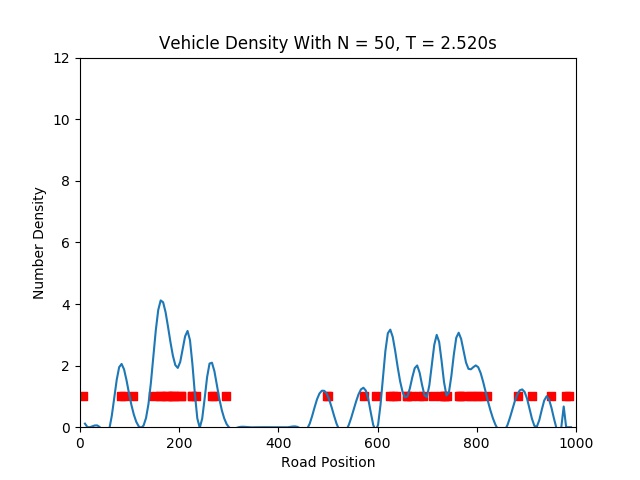 Vehicle Density With N = 50, T = 2.520s
12
10
8
6
4
2
0
Number Density
0 200 400 600 800 1000
Road Position